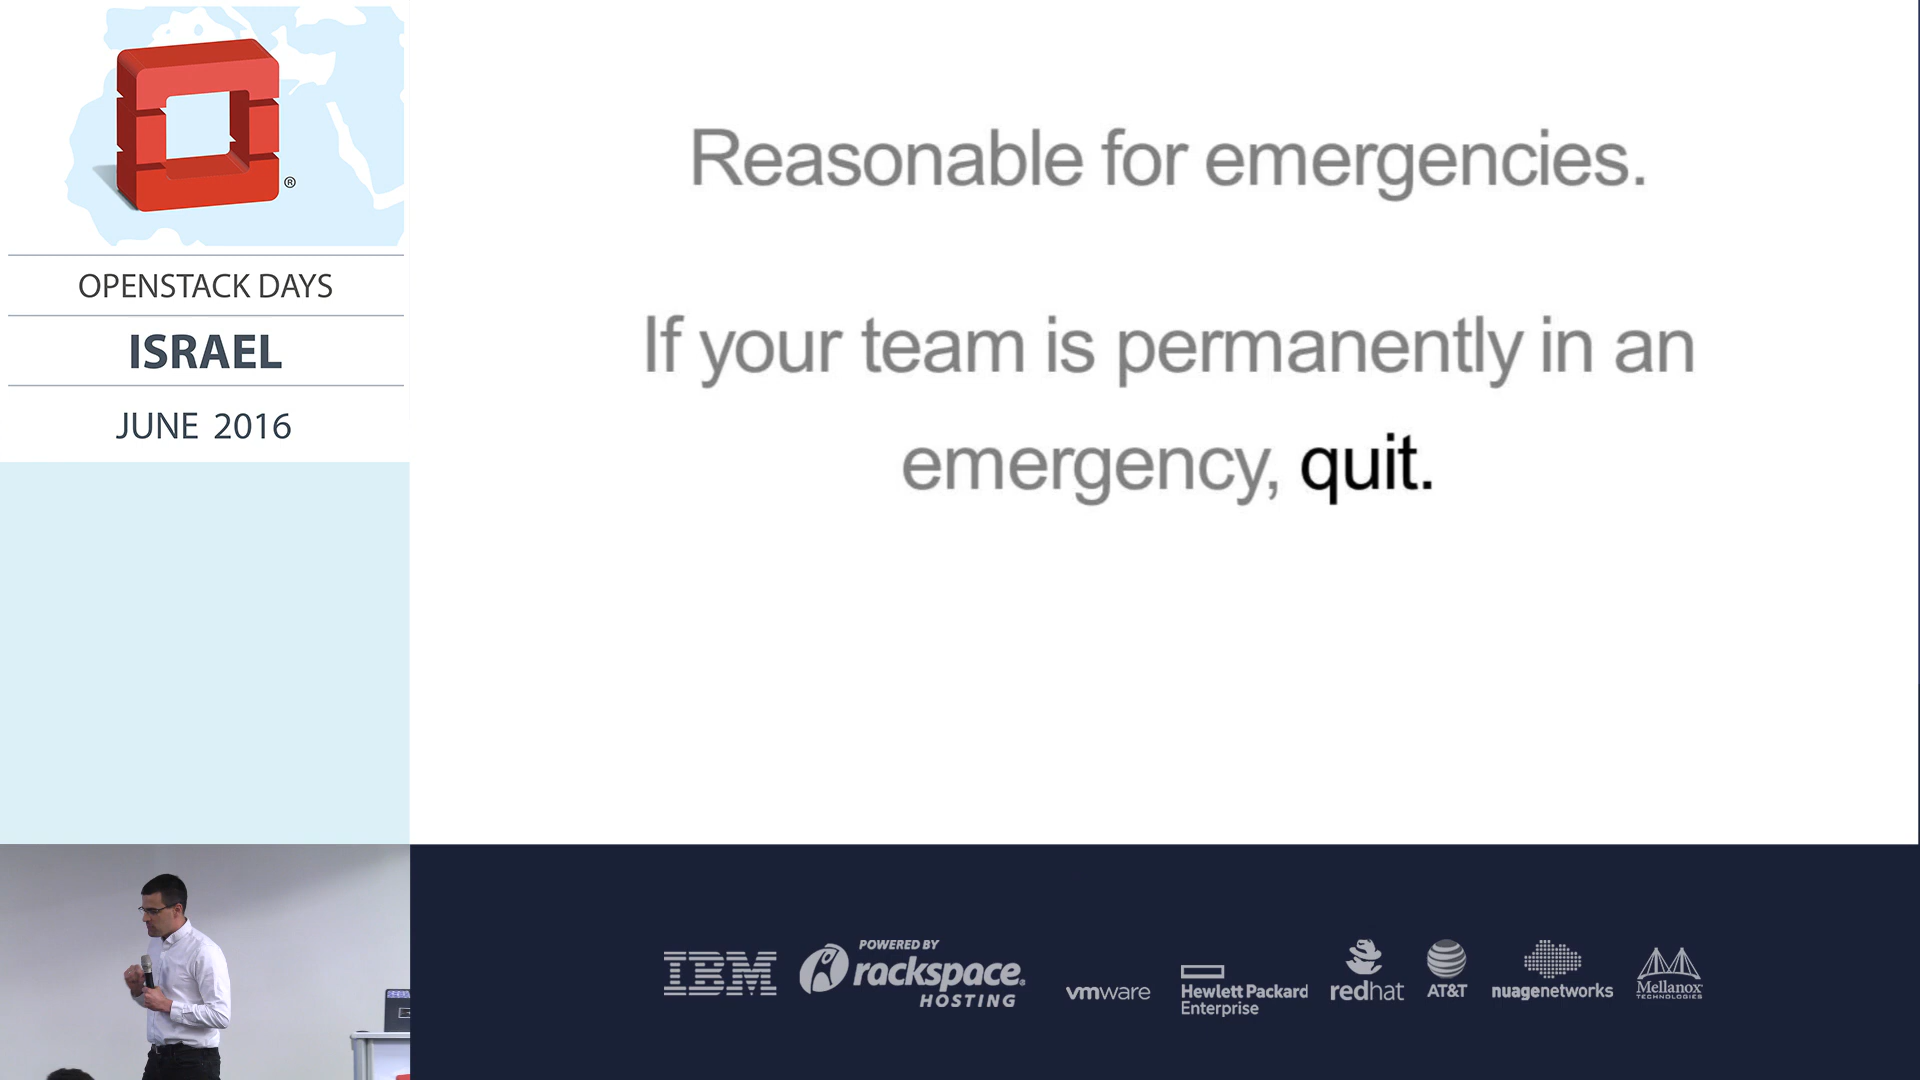 ®
OPENSTACK DAYS
ISRAEL
JUNE 2016
Reasonable for emergencies.
If your team is permanently in an
emergency, quit.
IBM
POWERED BY
rackspace®
HOSTING
vmware
Hewlett Packard
Enterprise
redhat
AT&T
nuagenetworks
Mellanox
TECHNOLOGIES